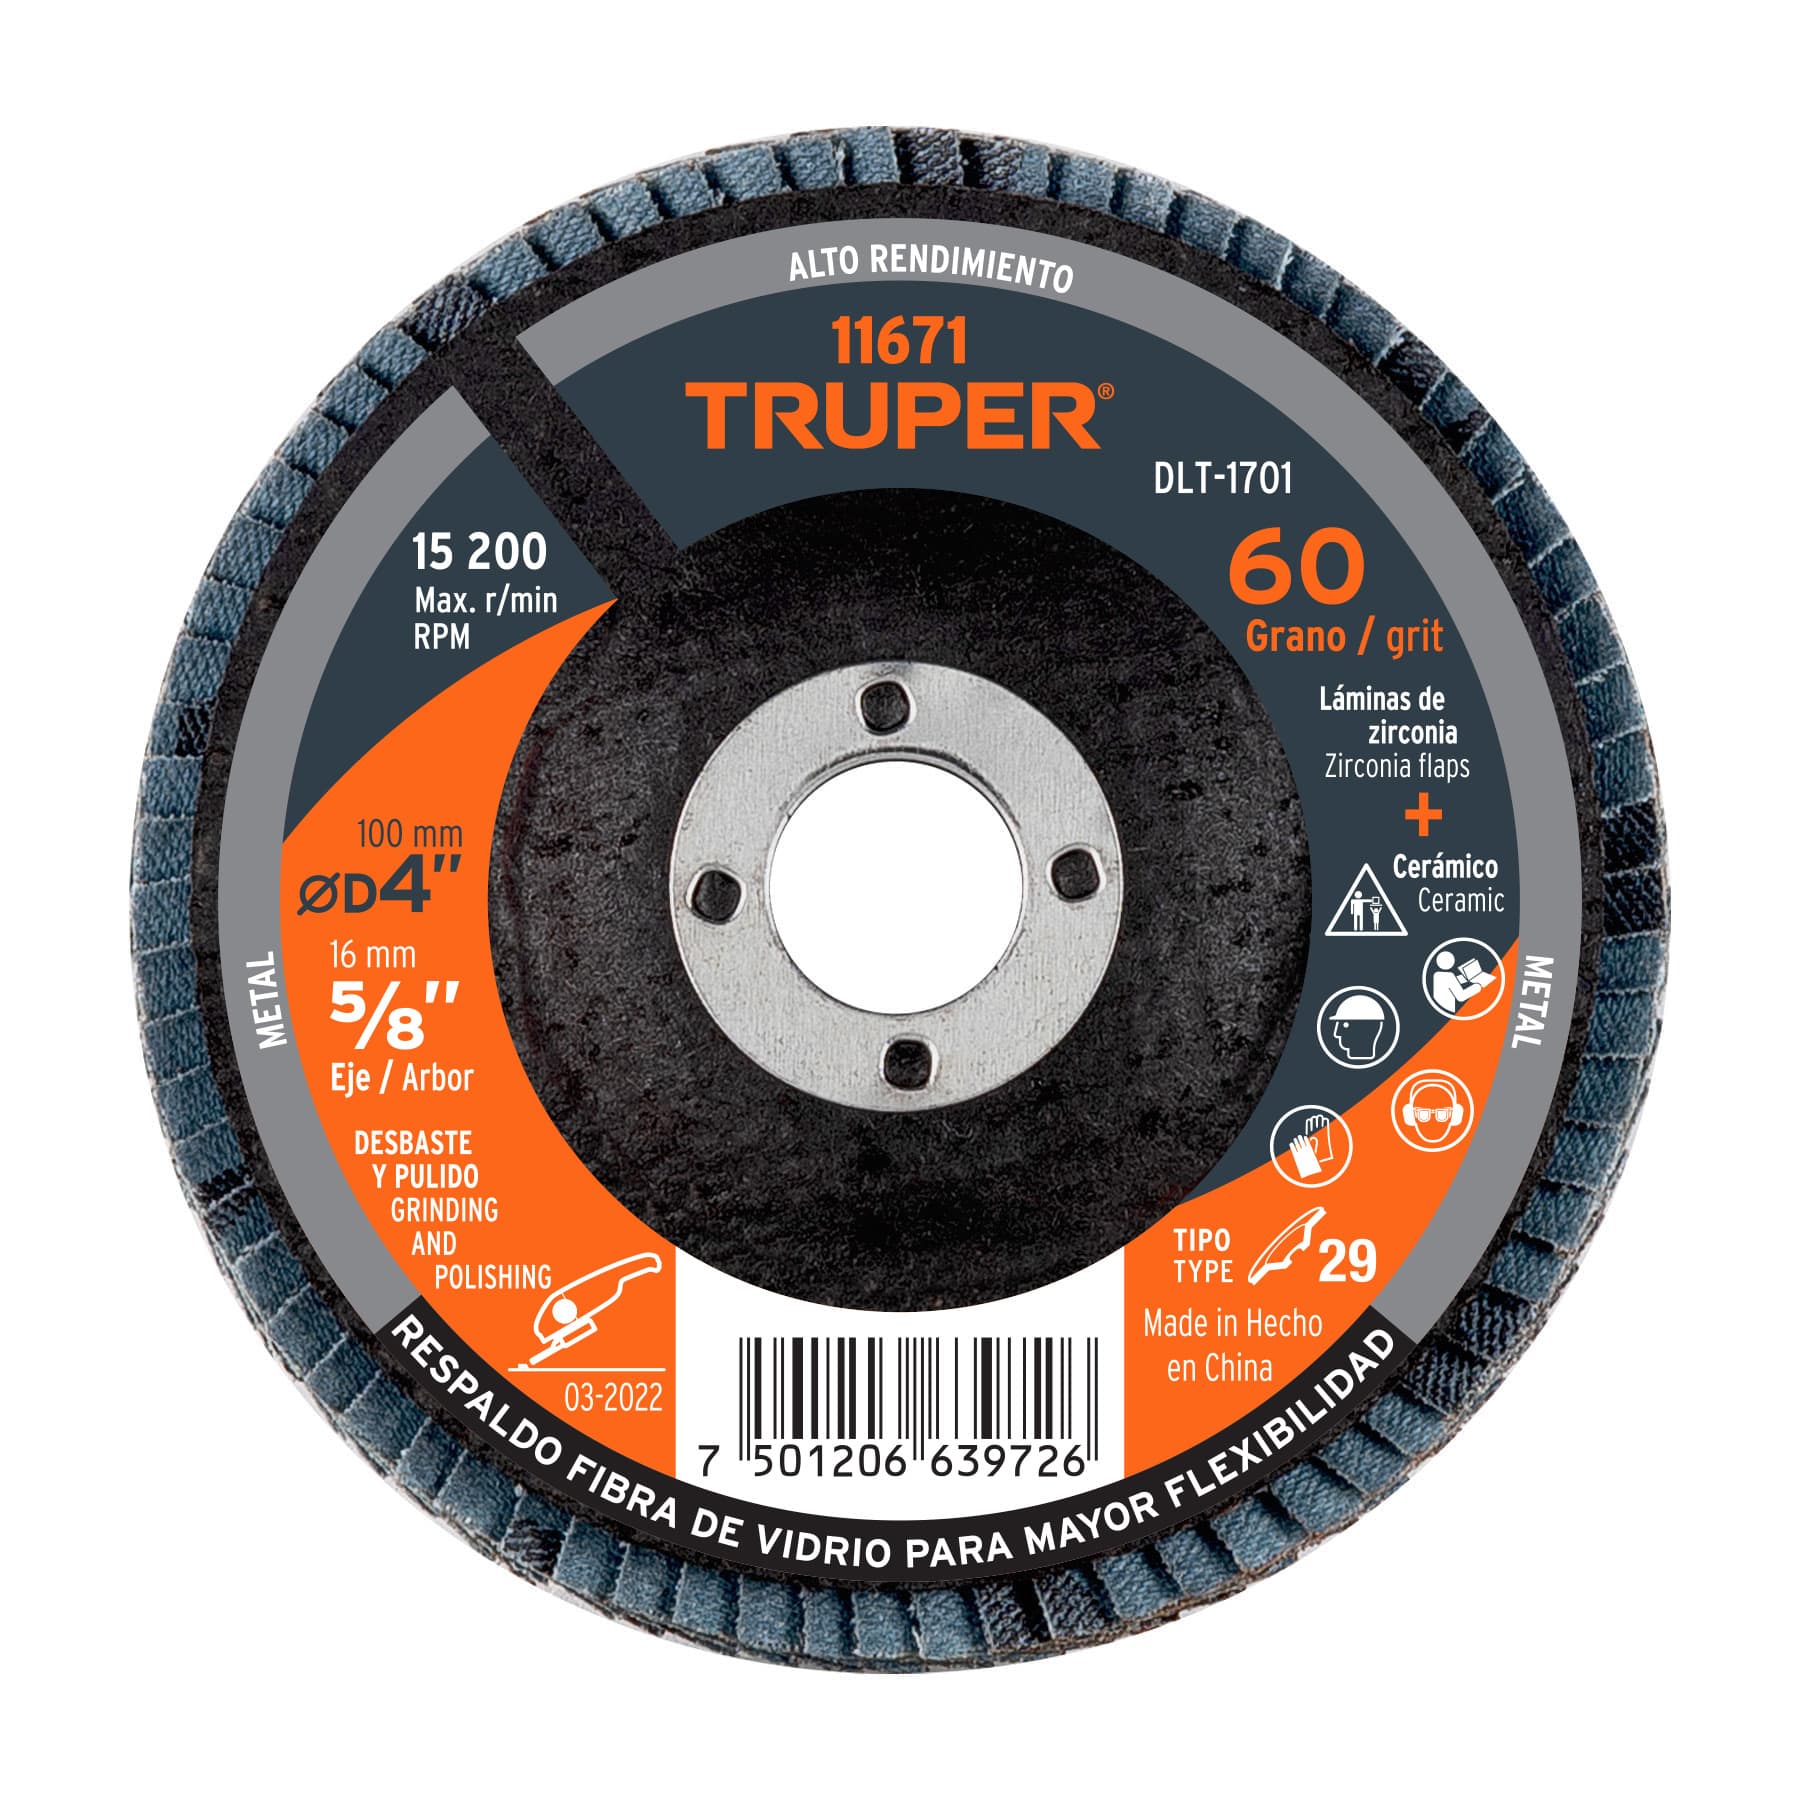 ALTO RENDIMIENTO
11671
TRUPER®
DLT-1701
60
Grano / grit
Láminas de
zirconia
Zirconia flaps
+
Cerámico
Ceramic
METAL
15 200
Max. r/min
RPM
100 mm
ØD4"
16 mm
5/8"
Eje / Arbor
METAL
DESBASTE
Y PULIDO
GRINDING
AND
POLISHING
03-2022
TIPO
TYPE
29
Made in Hecho
en China
7 501206 639726
RESPALDO FIBRA DE VIDRIO PARA MAYOR FLEXIBILIDAD